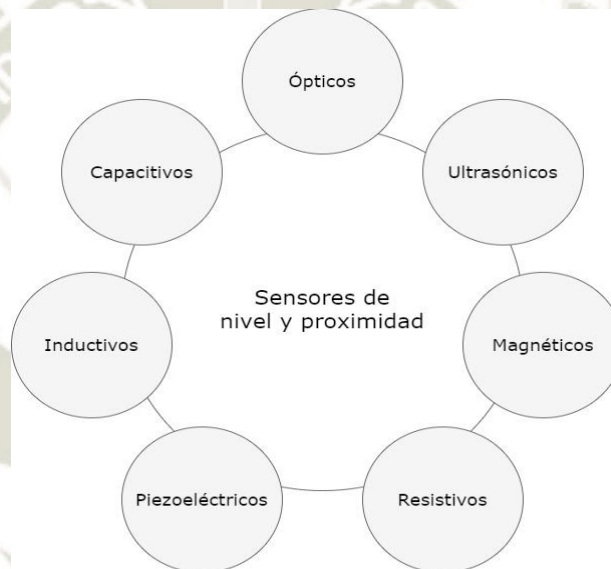 Ópticos
Capacitivos
Ultrasónicos
Sensores de
nivel y proximidad
Inductivos
Magnéticos
Piezoeléctricos
Resistivos